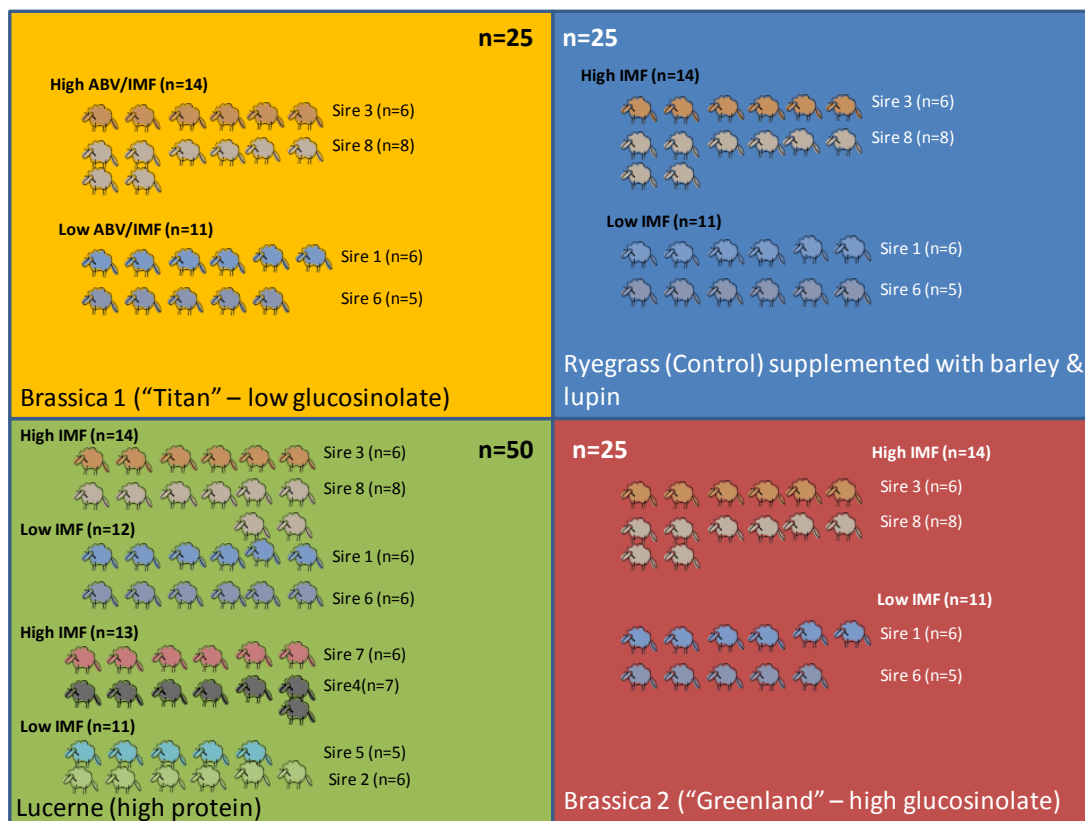 n=25
High ABV/IMF (n=14)
Sire 3 (n=6)
Sire 8 (n=8)
Low ABV/IMF (n=11)
Sire 1 (n=6)
Sire 6 (n=5)
Brassica 1 (“Titan” – low glucosinolate)
n=25
High IMF (n=14)
Sire 3 (n=6)
Sire 8 (n=8)
Low IMF (n=11)
Sire 1 (n=6)
Sire 6 (n=5)
Ryegrass (Control) supplemented with barley &
lupin
High IMF (n=14)
n=50
Sire 3 (n=6)
Sire 8 (n=8)
Low IMF (n=12)
Sire 1 (n=6)
Sire 6 (n=6)
High IMF (n=13)
Sire 7 (n=6)
Sire4(n=7)
Low IMF (n=11)
Sire 5 (n=5)
Sire 2 (n=6)
Lucerne (high protein)
n=25
High IMF (n=14)
Sire 3 (n=6)
Sire 8 (n=8)
Low IMF (n=11)
Sire 1 (n=6)
Sire 6 (n=5)
Brassica 2 (“Greenland” – high glucosinolate)